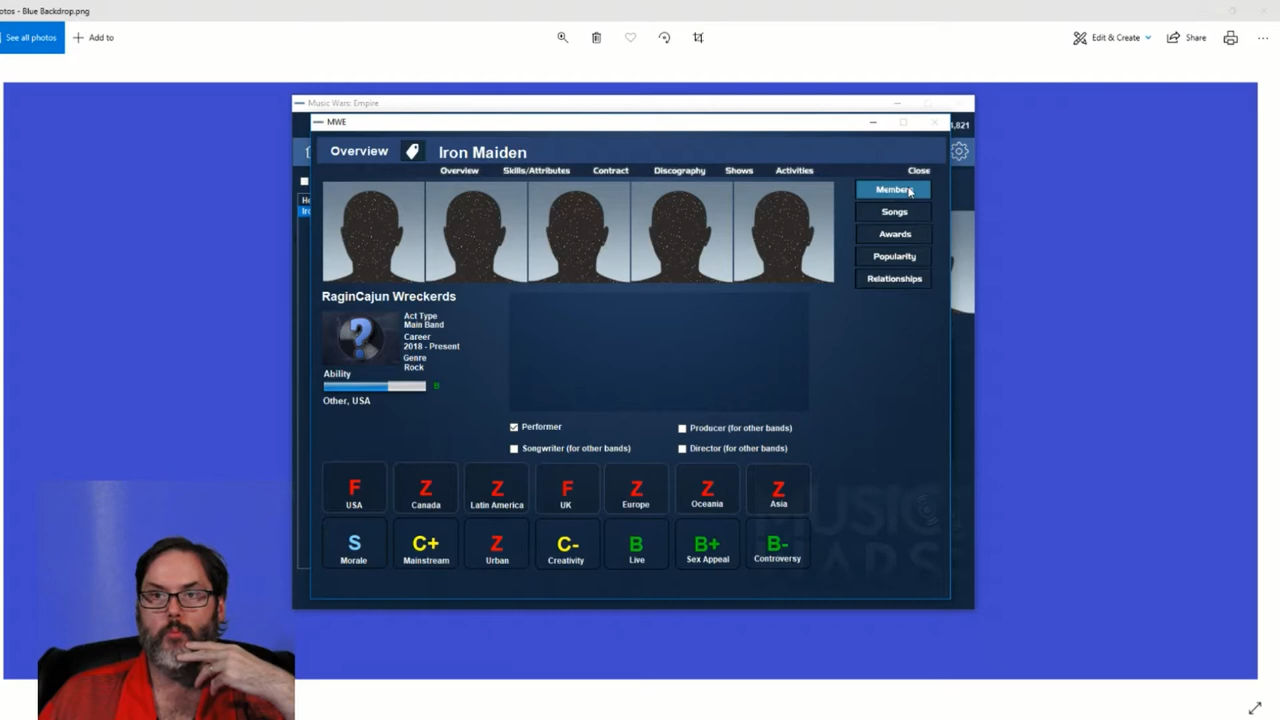 otos - Blue Backdrop.png
See all photos
Add to
Edit & Create
Share
Music Wars: Empire
MWE
,821
Overview
Iron Maiden
Overview Skills/Attributes Contract Discography Shows Activities Close
Members
Songs
Awards
Popularity
Relationships
RaginCajun Wreckerds
Act Type
Main Band
Career
2018 - Present
Genre
Rock
Ability
B
Other, USA
Performer
Producer (for other bands)
Songwriter (for other bands)
Director (for other bands)
F Z Z F Z Z Z
USA Canada Latin America UK Europe Oceania Asia
S C+ Z C- B B+ B-
Morale Mainstream Urban Creativity Live Sex Appeal Controversy